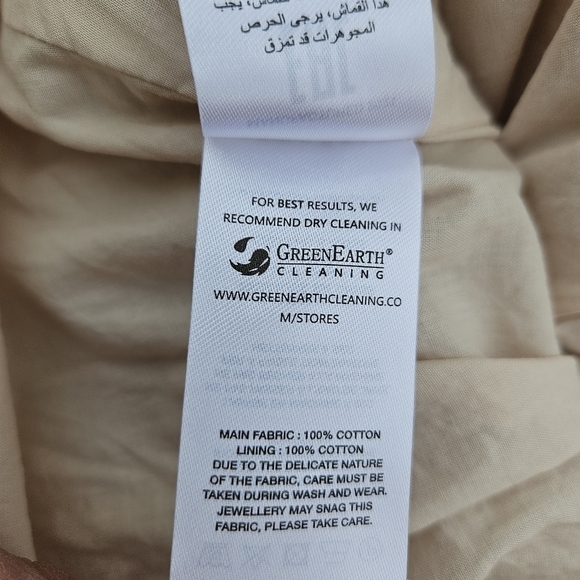 هذا القماش، يرجى الحرص
المجوهرات قد تمزق
FOR BEST RESULTS, WE
RECOMMEND DRY CLEANING IN
GREENEARTH®
CLEANING
WWW.GREENEARTHCLEANING.CO
M/STORES
MAIN FABRIC : 100% COTTON
LINING : 100% COTTON
DUE TO THE DELICATE NATURE
OF THE FABRIC, CARE MUST BE
TAKEN DURING WASH AND WEAR.
JEWELLERY MAY SNAG THIS
FABRIC, PLEASE TAKE CARE.